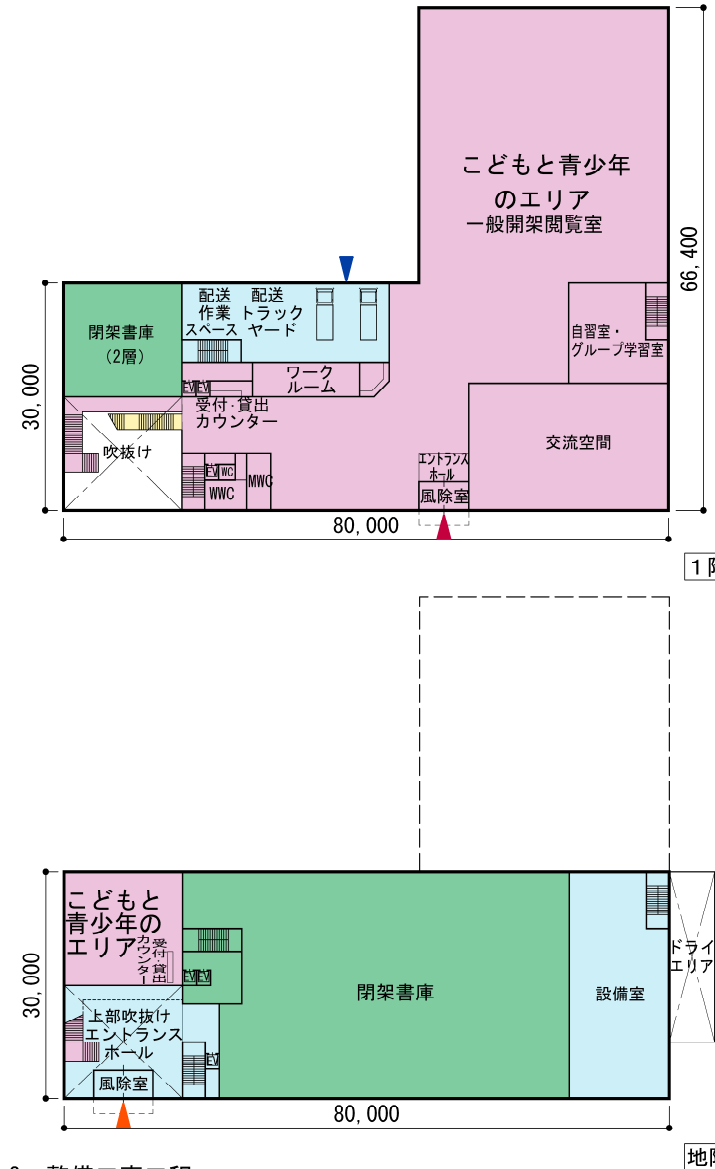 こどもと青少年
のエリア
一般開架閲覧室
66,400
配送
作業
スペース
配送
トラック
ヤード
閉架書庫
(2層)
自習室・
グループ学習室
ワーク
ルーム
EV EV
受付・貸出
カウンター
30,000
吹抜け
交流空間
エントランス
ホール
EV WC
MWC
WWC
風除室
80,000
1
こどもと
青少年の
エリア
受付・貸出
カウンター
EV EV
ドライ
エリア
30,000
閉架書庫
設備室
上部吹抜け
エントランス
ホール
EV
風除室
80,000
地